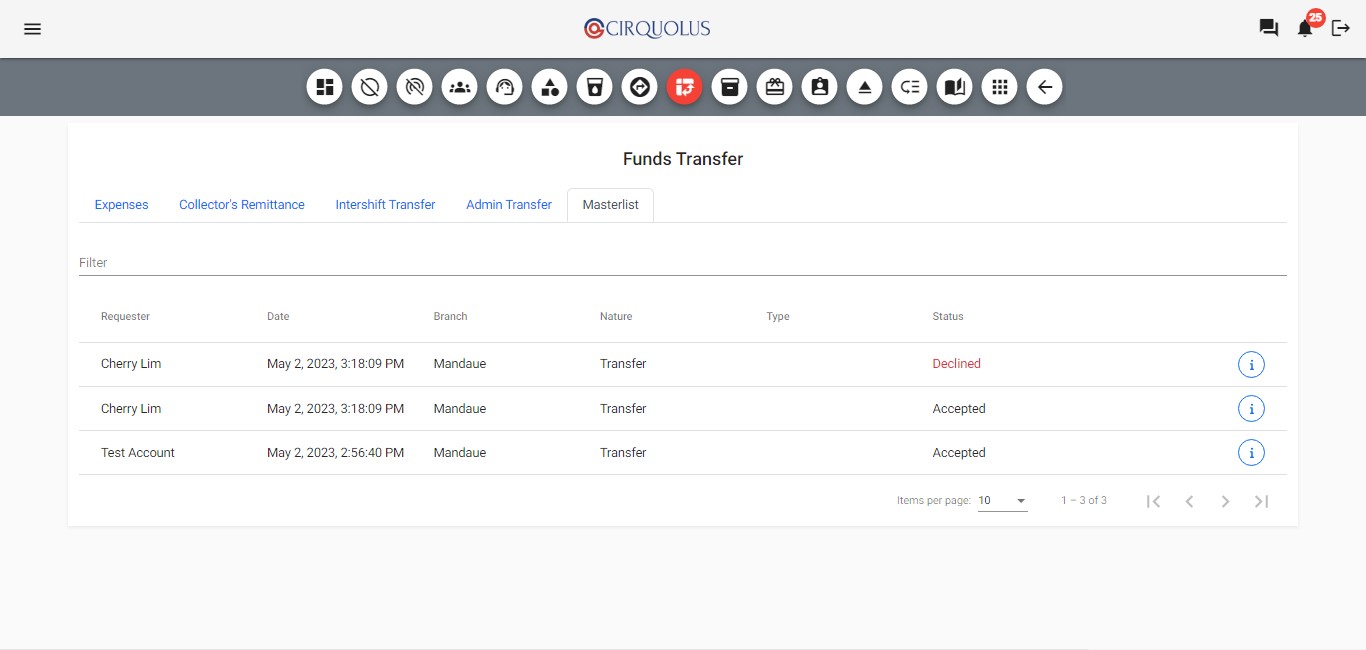 CIRQUOLUS
25
Funds Transfer
Expenses Collector's Remittance Intershift Transfer Admin Transfer Masterlist
Filter
Requester Date Branch Nature Type Status
Cherry Lim May 2, 2023, 3:18:09 PM Mandaue Transfer Declined i
Cherry Lim May 2, 2023, 3:18:09 PM Mandaue Transfer Accepted i
Test Account May 2, 2023, 2:56:40 PM Mandaue Transfer Accepted i
Items per page: 10 1 – 3 of 3